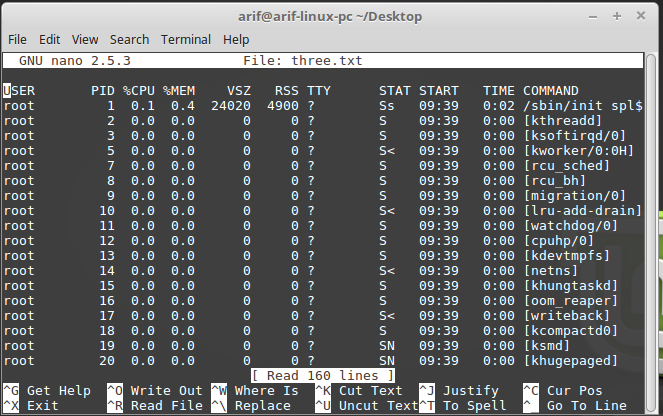 arif@arif-linux-pc ~/Desktop
File Edit View Search Terminal Help
GNU nano 2.5.3 File: three.txt
USER PID %CPU %MEM VSZ RSS TTY STAT START TIME COMMAND
root 1 0.1 0.4 24020 4900 ? Ss 09:39 0:02 /sbin/init spl$
root 2 0.0 0.0 0 0 ? S 09:39 0:00 [kthreadd]
root 3 0.0 0.0 0 0 ? S 09:39 0:00 [ksoftirqd/0]
root 5 0.0 0.0 0 0 ? S< 09:39 0:00 [kworker/0:0H]
root 7 0.0 0.0 0 0 ? S 09:39 0:00 [rcu_sched]
root 8 0.0 0.0 0 0 ? S 09:39 0:00 [rcu_bh]
root 9 0.0 0.0 0 0 ? S 09:39 0:00 [migration/0]
root 10 0.0 0.0 0 0 ? S< 09:39 0:00 [lru-add-drain]
root 11 0.0 0.0 0 0 ? S 09:39 0:00 [watchdog/0]
root 12 0.0 0.0 0 0 ? S 09:39 0:00 [cpuhp/0]
root 13 0.0 0.0 0 0 ? S 09:39 0:00 [kdevtmpfs]
root 14 0.0 0.0 0 0 ? S< 09:39 0:00 [netns]
root 15 0.0 0.0 0 0 ? S 09:39 0:00 [khungtaskd]
root 16 0.0 0.0 0 0 ? S 09:39 0:00 [oom_reaper]
root 17 0.0 0.0 0 0 ? S< 09:39 0:00 [writeback]
root 18 0.0 0.0 0 0 ? S 09:39 0:00 [kcompactd0]
root 19 0.0 0.0 0 0 ? SN 09:39 0:00 [ksmd]
root 20 0.0 0.0 0 0 ? SN 09:39 0:00 [khugepaged]
[ Read 160 lines ]
^G Get Help ^O Write Out ^W Where Is ^K Cut Text ^J Justify ^C Cur Pos
^X Exit ^R Read File ^\ Replace ^U Uncut Text ^T To Spell ^_ Go To Line